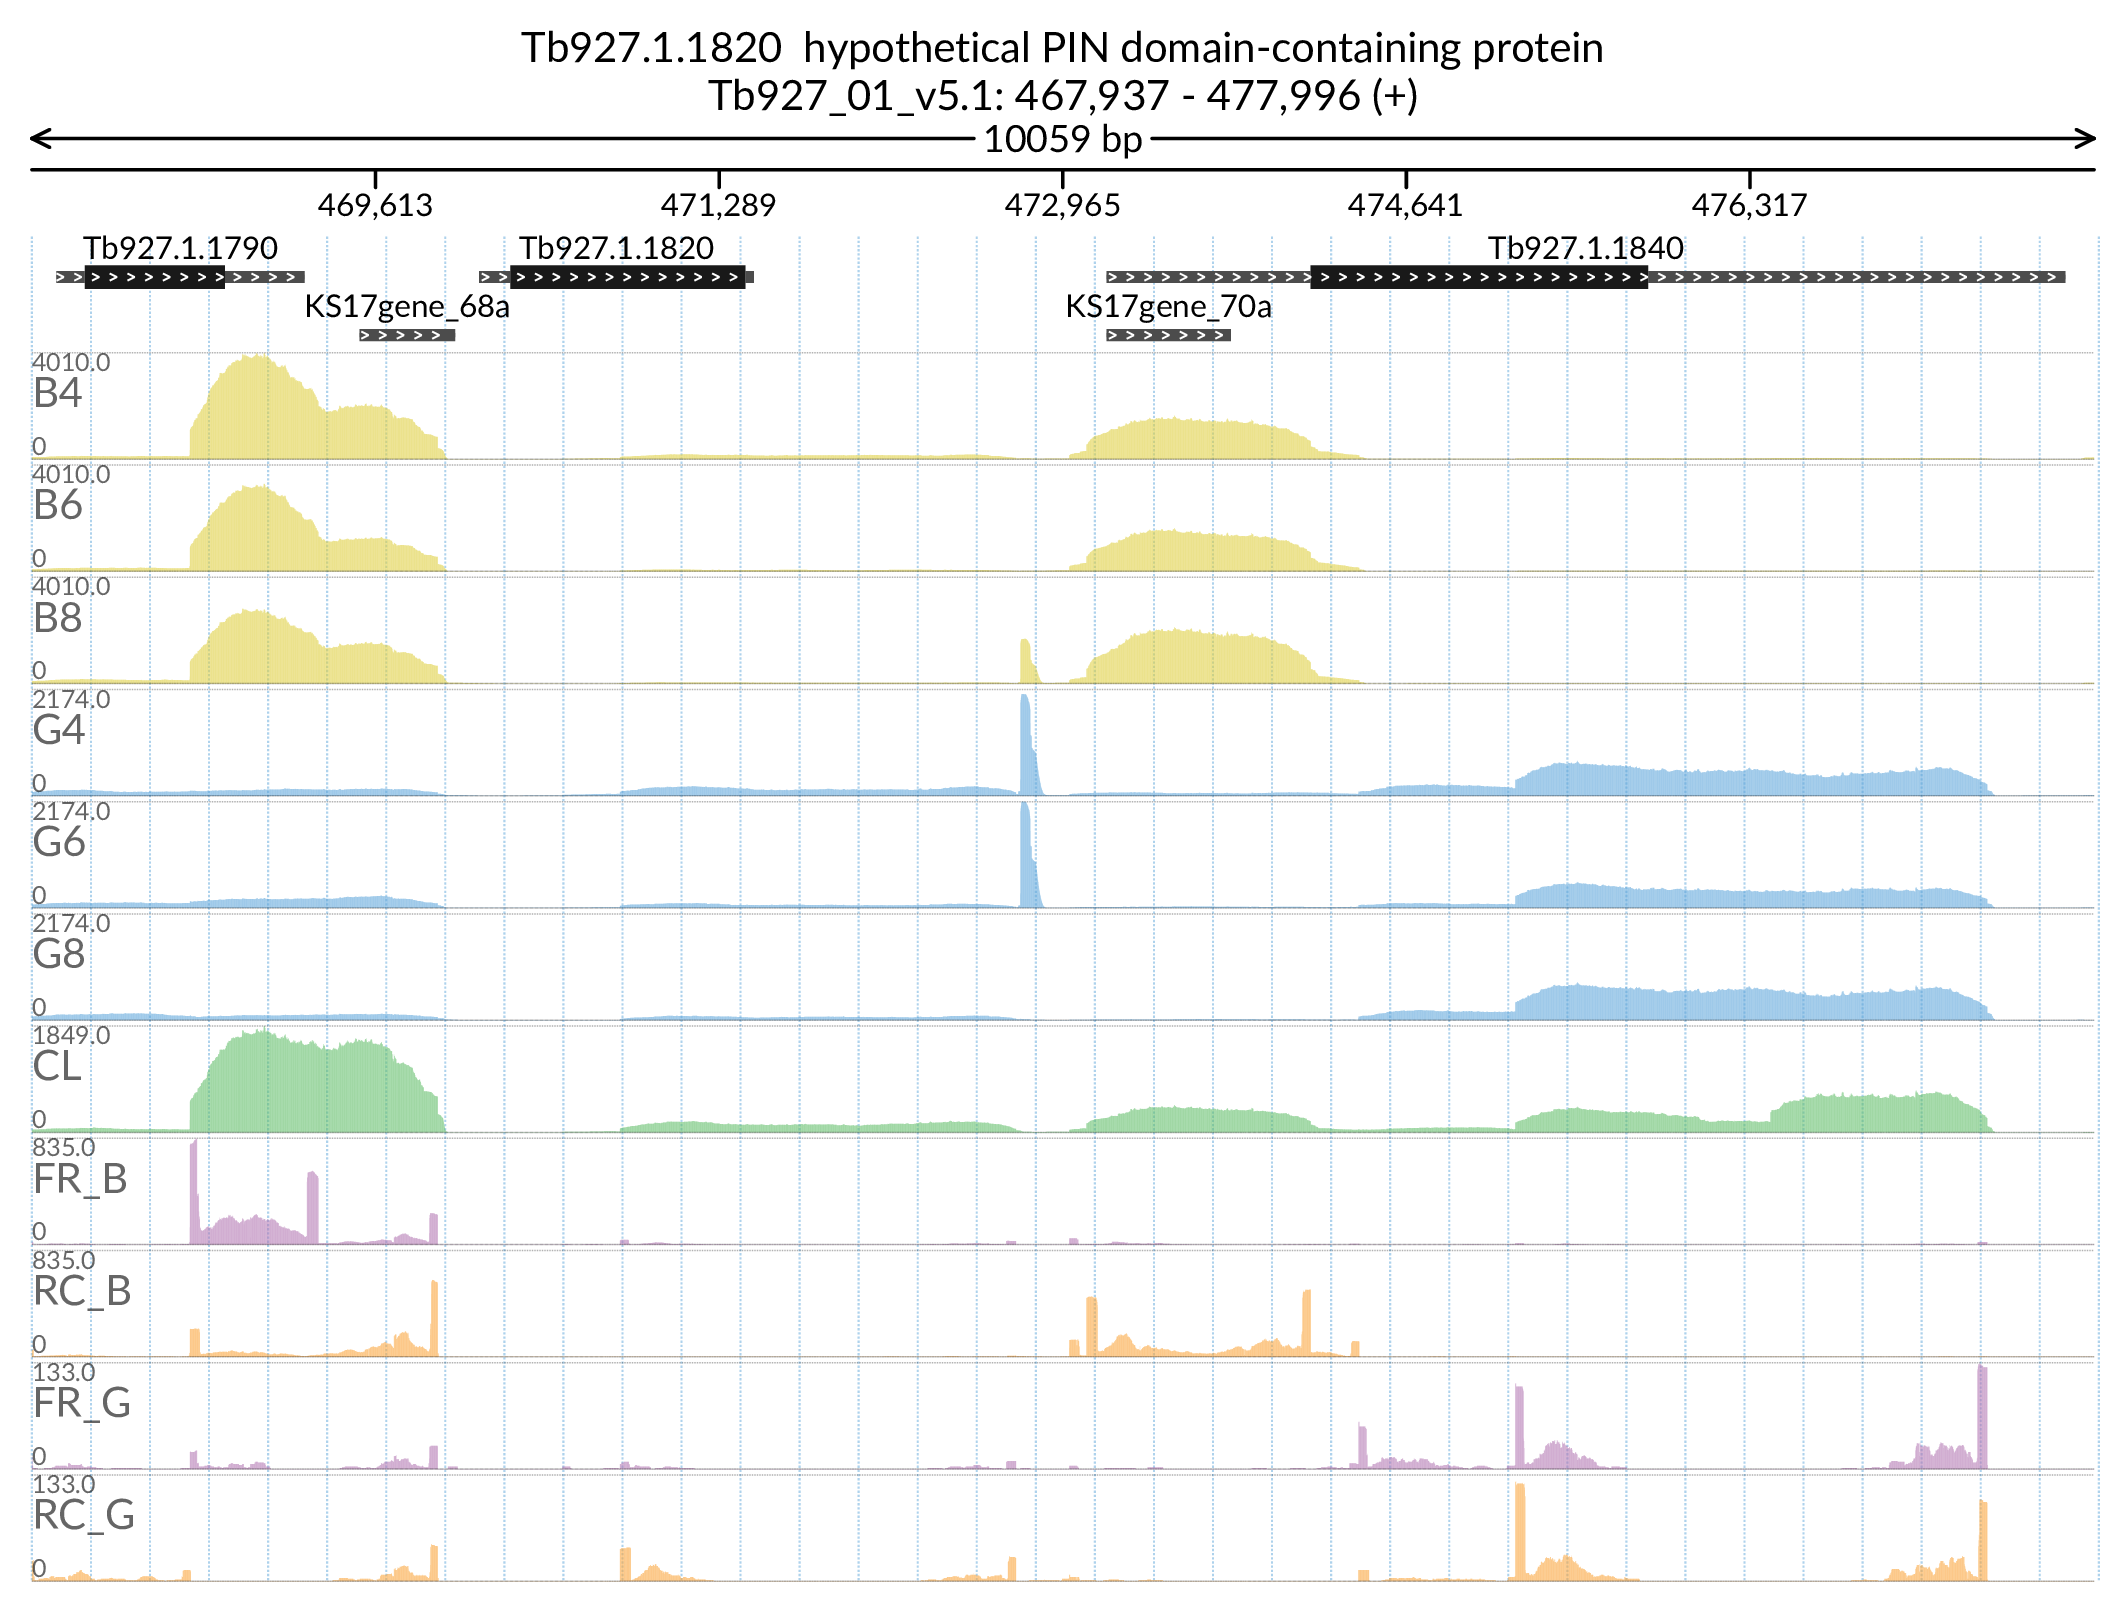 Tb927.1.1820  hypothetical PIN domain-containing protein
Tb927_01_v5.1: 467,937 - 477,996 (+)
10059 bp
469,613 471,289 472,965 474,641 476,317
Tb927.1.1790 Tb927.1.1820 Tb927.1.1840
KS17gene_68a KS17gene_70a
4010.0
B4
0
4010.0
B6
0
4010.0
B8
0
2174.0
G4
0
2174.0
G6
0
2174.0
G8
0
1849.0
CL
0
835.0
FR_B
0
835.0
RC_B
0
133.0
FR_G
0
133.0
RC_G
0